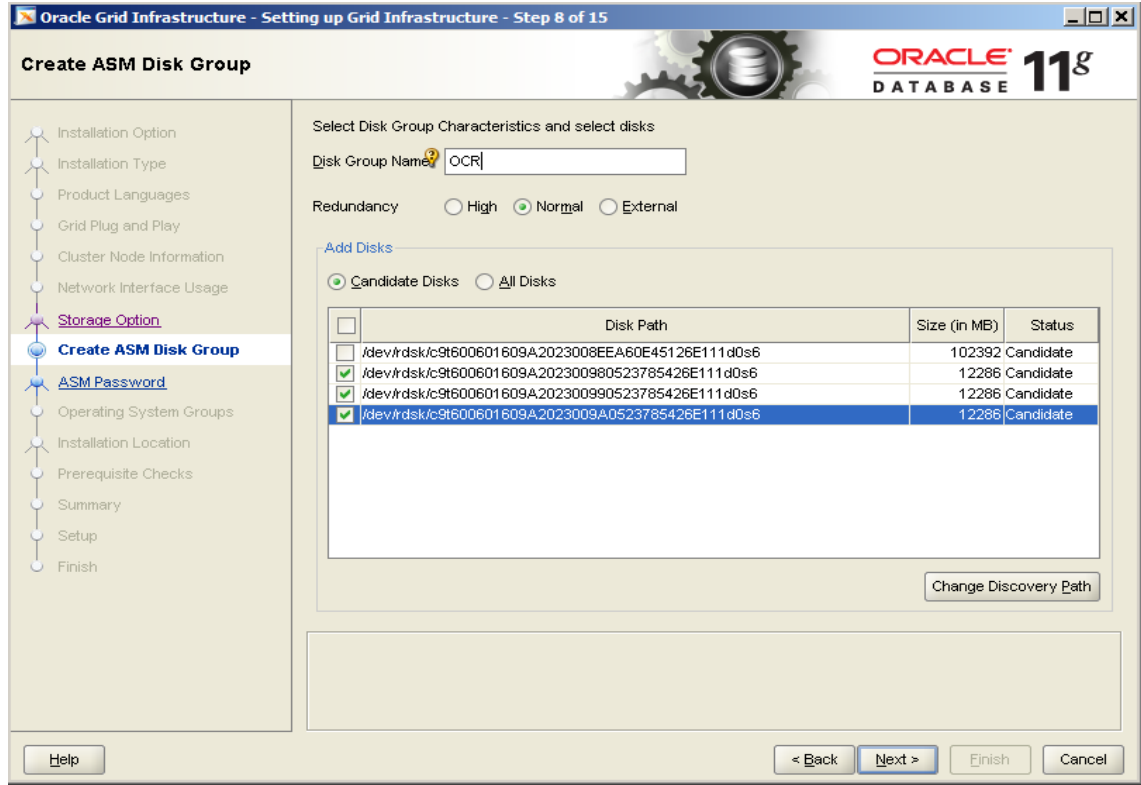 Oracle Grid Infrastructure - Setting up Grid Infrastructure - Step 8 of 15
Create ASM Disk Group
ORACLE
DATABASE
11g
Installation Option
Installation Type
Product Languages
Grid Plug and Play
Cluster Node Information
Network Interface Usage
Storage Option
Create ASM Disk Group
ASM Password
Operating System Groups
Installation Location
Prerequisite Checks
Summary
Setup
Finish
Select Disk Group Characteristics and select disks
Disk Group Name OCR
Redundancy High Normal External
Add Disks
Candidate Disks All Disks
Disk Path Size (in MB) Status
/dev/rdsk/c9t600601609A2023008EEA60E45126E111d0s6 102392 Candidate
/dev/rdsk/c9t600601609A202300980523785426E111d0s6 12286 Candidate
/dev/rdsk/c9t600601609A202300990523785426E111d0s6 12286 Candidate
/dev/rdsk/c9t600601609A2023009A0523785426E111d0s6 12286 Candidate
Change Discovery Path
Help < Back Next > Finish Cancel